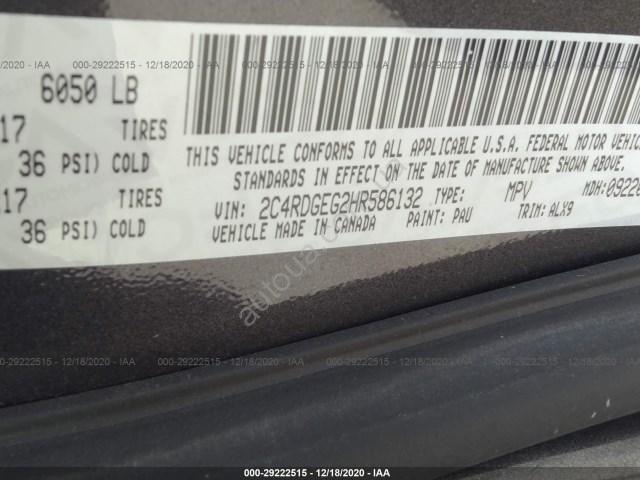 000-29222515 - 12/18/2020 - IAA
6050 LB
17 TIRES
36 PSI) COLD
17 TIRES
36 PSI) COLD
THIS VEHICLE CONFORMS TO ALL APPLICABLE U.S.A. FEDERAL MOTOR VEHICLE
STANDARDS IN EFFECT ON THE DATE OF MANUFACTURE SHOWN ABOVE.
VIN: 2C4RDGEG2HR586132 TYPE: MPV MDH:
VEHICLE MADE IN CANADA PAINT: PAU TRIM: ALX9
000-29222515 - 12/18/2020 - IAA
000-29222515 - 12/18/2020 - IAA